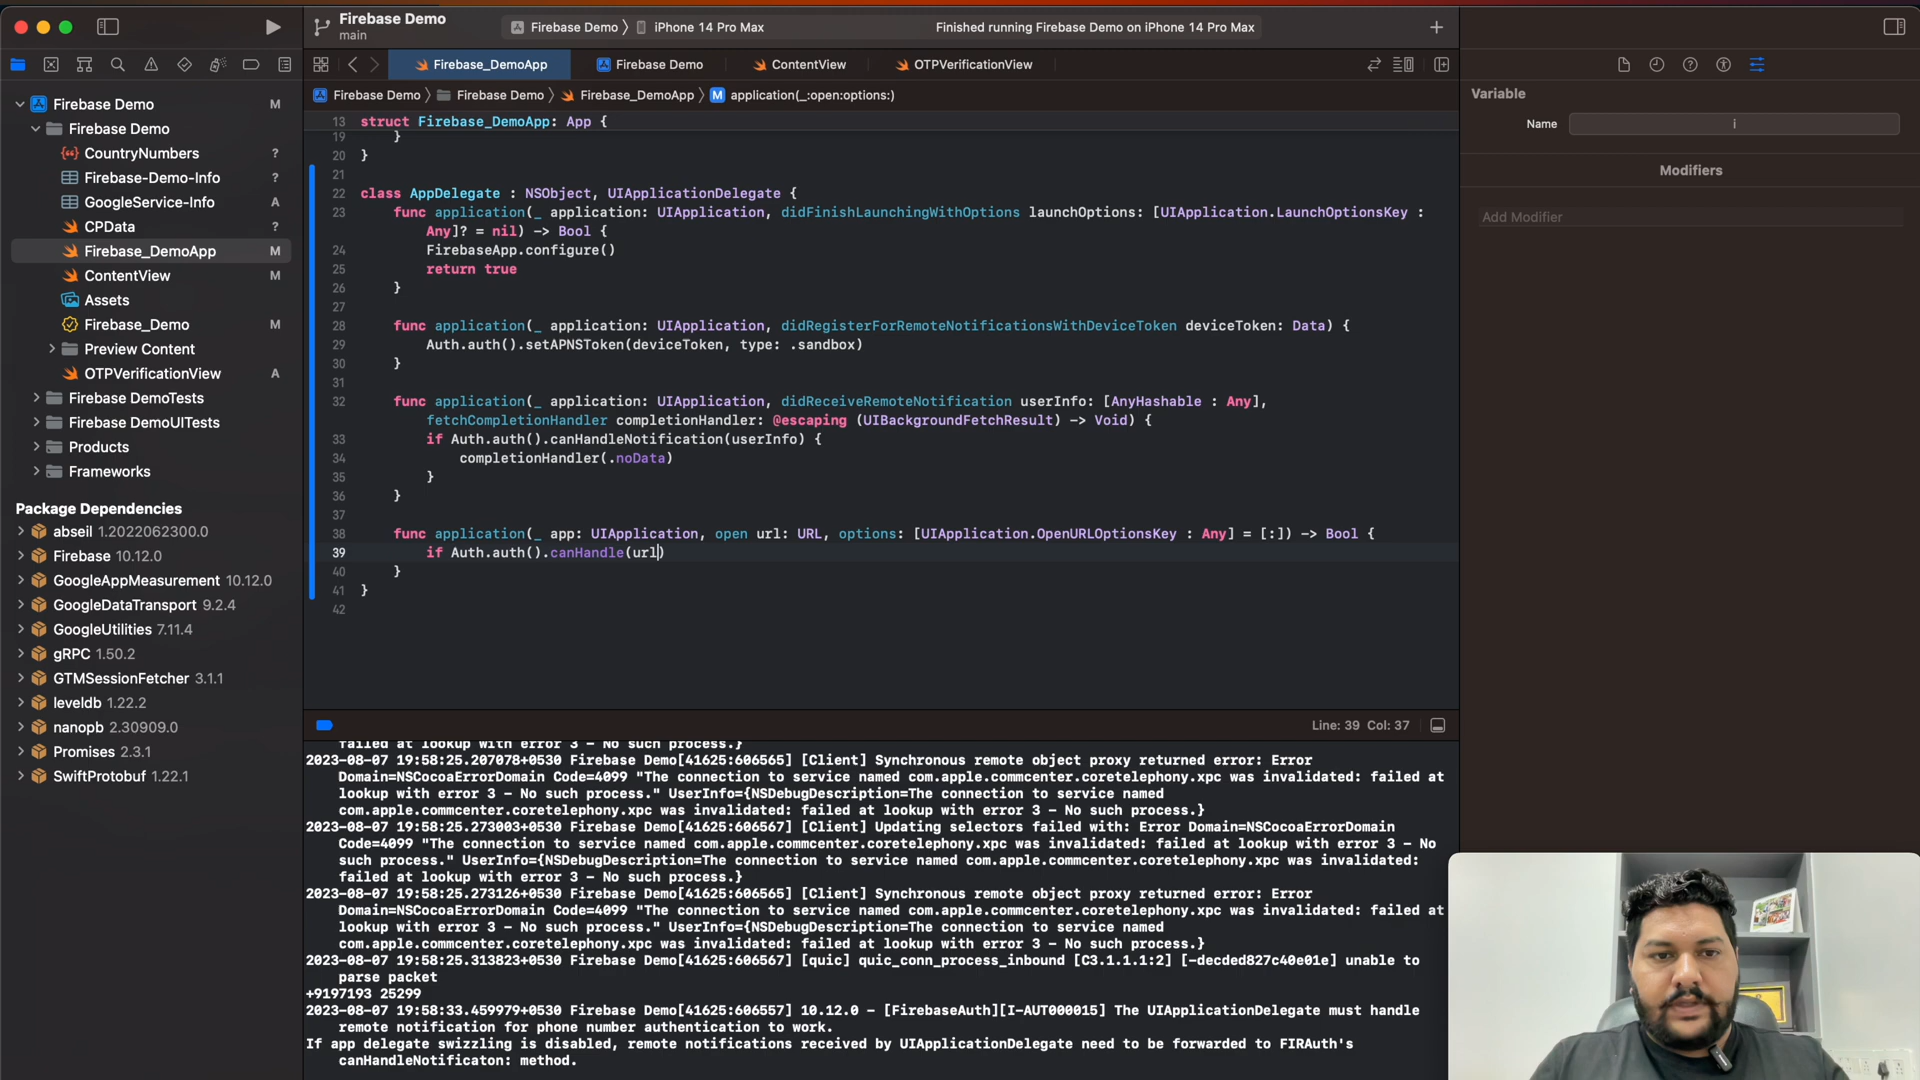 Firebase Demo
main
Firebase Demo
iPhone 14 Pro Max
Finished running Firebase Demo on iPhone 14 Pro Max
Firebase_DemoApp
Firebase Demo
ContentView
OTPVerificationView
Firebase Demo
Firebase Demo
Firebase_DemoApp
M
application(_:open:options:)
Firebase Demo M
Firebase Demo
CountryNumbers ?
Firebase-Demo-Info ?
GoogleService-Info A
CPData ?
Firebase_DemoApp M
ContentView M
Assets
Firebase_Demo M
Preview Content
OTPVerificationView A
Firebase DemoTests
Firebase DemoUITests
Products
Frameworks
Package Dependencies
abseil 1.2022062300.0
Firebase 10.12.0
GoogleAppMeasurement 10.12.0
GoogleDataTransport 9.2.4
GoogleUtilities 7.11.4
gRPC 1.50.2
GTMSessionFetcher 3.1.1
leveldb 1.22.2
nanopb 2.30909.0
Promises 2.3.1
SwiftProtobuf 1.22.1
13 struct Firebase_DemoApp: App {
19 }
20 }
21
22 class AppDelegate : NSObject, UIApplicationDelegate {
23 func application(_ application: UIApplication, didFinishLaunchingWithOptions launchOptions: [UIApplication.LaunchOptionsKey :
Any]? = nil) -> Bool {
24 FirebaseApp.configure()
25 return true
26 }
27
28 func application(_ application: UIApplication, didRegisterForRemoteNotificationsWithDeviceToken deviceToken: Data) {
29 Auth.auth().setAPNSToken(deviceToken, type: .sandbox)
30 }
31
32 func application(_ application: UIApplication, didReceiveRemoteNotification userInfo: [AnyHashable : Any],
fetchCompletionHandler completionHandler: @escaping (UIBackgroundFetchResult) -> Void) {
33 if Auth.auth().canHandleNotification(userInfo) {
34 completionHandler(.noData)
35 }
36 }
37
38 func application(_ app: UIApplication, open url: URL, options: [UIApplication.OpenURLOptionsKey : Any] = [:]) -> Bool {
39 if Auth.auth().canHandle(url)
40 }
41 }
42
Line: 39 Col: 37
failed at lookup with error 3 - No such process.}
2023-08-07 19:58:25.207078+0530 Firebase Demo[41625:606565] [Client] Synchronous remote object proxy returned error: Error
Domain=NSCocoaErrorDomain Code=4099 "The connection to service named com.apple.commcenter.coretelephony.xpc was invalidated: failed at
lookup with error 3 - No such process." UserInfo={NSDebugDescription=The connection to service named
com.apple.commcenter.coretelephony.xpc was invalidated: failed at lookup with error 3 - No such process.}
2023-08-07 19:58:25.273003+0530 Firebase Demo[41625:606567] [Client] Updating selectors failed with: Error Domain=NSCocoaErrorDomain
Code=4099 "The connection to service named com.apple.commcenter.coretelephony.xpc was invalidated: failed at lookup with error 3 - No
such process." UserInfo={NSDebugDescription=The connection to service named com.apple.commcenter.coretelephony.xpc was invalidated:
failed at lookup with error 3 - No such process.}
2023-08-07 19:58:25.273126+0530 Firebase Demo[41625:606567] [Client] Synchronous remote object proxy returned error: Error
Domain=NSCocoaErrorDomain Code=4099 "The connection to service named com.apple.commcenter.coretelephony.xpc was invalidated: failed at
lookup with error 3 - No such process." UserInfo={NSDebugDescription=The connection to service named
com.apple.commcenter.coretelephony.xpc was invalidated: failed at lookup with error 3 - No such process.}
2023-08-07 19:58:25.313823+0530 Firebase Demo[41625:606567] [quic] quic_conn_process_inbound [C3.1.1.1:2] [-decded827c40e01e] unable to
parse packet
+9197193 25299
2023-08-07 19:58:33.459979+0530 Firebase Demo[41625:606567] 10.12.0 - [FirebaseAuth][I-AUT000015] The UIApplicationDelegate must handle
remote notification for phone number authentication to work.
If app delegate swizzling is disabled, remote notifications received by UIApplicationDelegate need to be forwarded to FIRAuth's
canHandleNotificaton: method.
Variable
Name i
Modifiers
Add Modifier